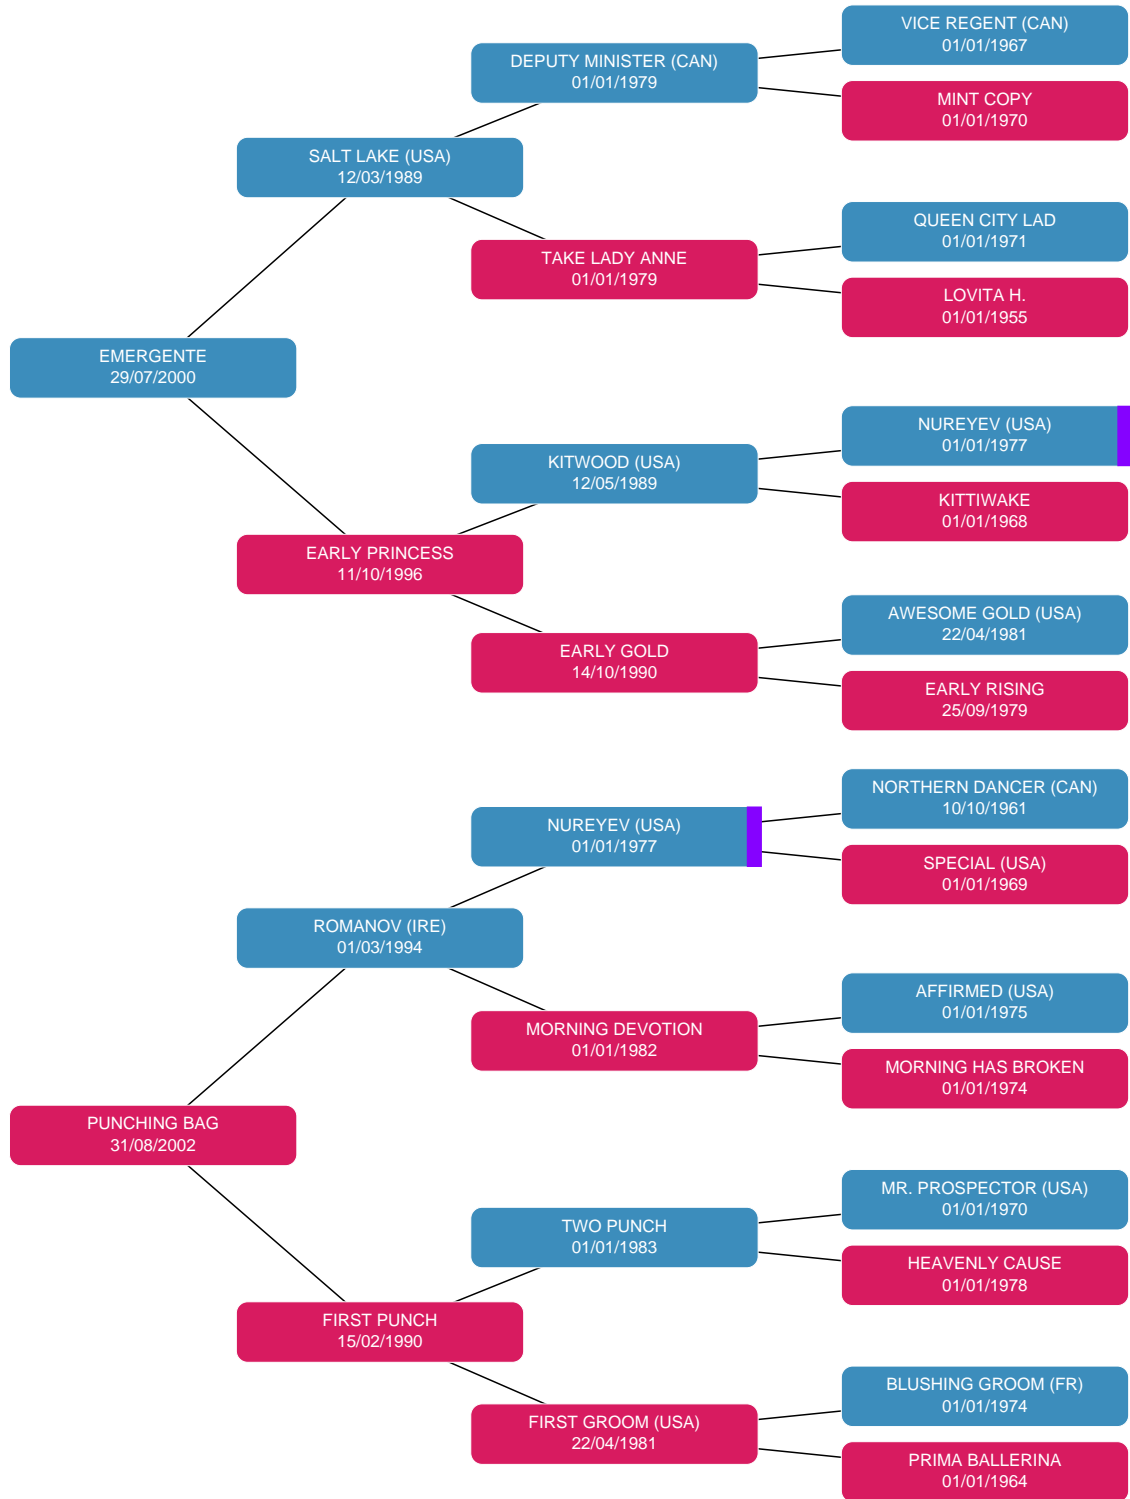 VICE REGENT (CAN)
01/01/1967
DEPUTY MINISTER (CAN)
01/01/1979
MINT COPY
01/01/1970
SALT LAKE (USA)
12/03/1989
QUEEN CITY LAD
01/01/1971
TAKE LADY ANNE
01/01/1979
LOVITA H.
01/01/1955
EMERGENTE
29/07/2000
NUREYEV (USA)
01/01/1977
KITWOOD (USA)
12/05/1989
KITTIWAKE
01/01/1968
EARLY PRINCESS
11/10/1996
AWESOME GOLD (USA)
22/04/1981
EARLY GOLD
14/10/1990
EARLY RISING
25/09/1979
NORTHERN DANCER (CAN)
10/10/1961
NUREYEV (USA)
01/01/1977
SPECIAL (USA)
01/01/1969
ROMANOV (IRE)
01/03/1994
AFFIRMED (USA)
01/01/1975
MORNING DEVOTION
01/01/1982
MORNING HAS BROKEN
01/01/1974
PUNCHING BAG
31/08/2002
MR. PROSPECTOR (USA)
01/01/1970
TWO PUNCH
01/01/1983
HEAVENLY CAUSE
01/01/1978
FIRST PUNCH
15/02/1990
BLUSHING GROOM (FR)
01/01/1974
FIRST GROOM (USA)
22/04/1981
PRIMA BALLERINA
01/01/1964